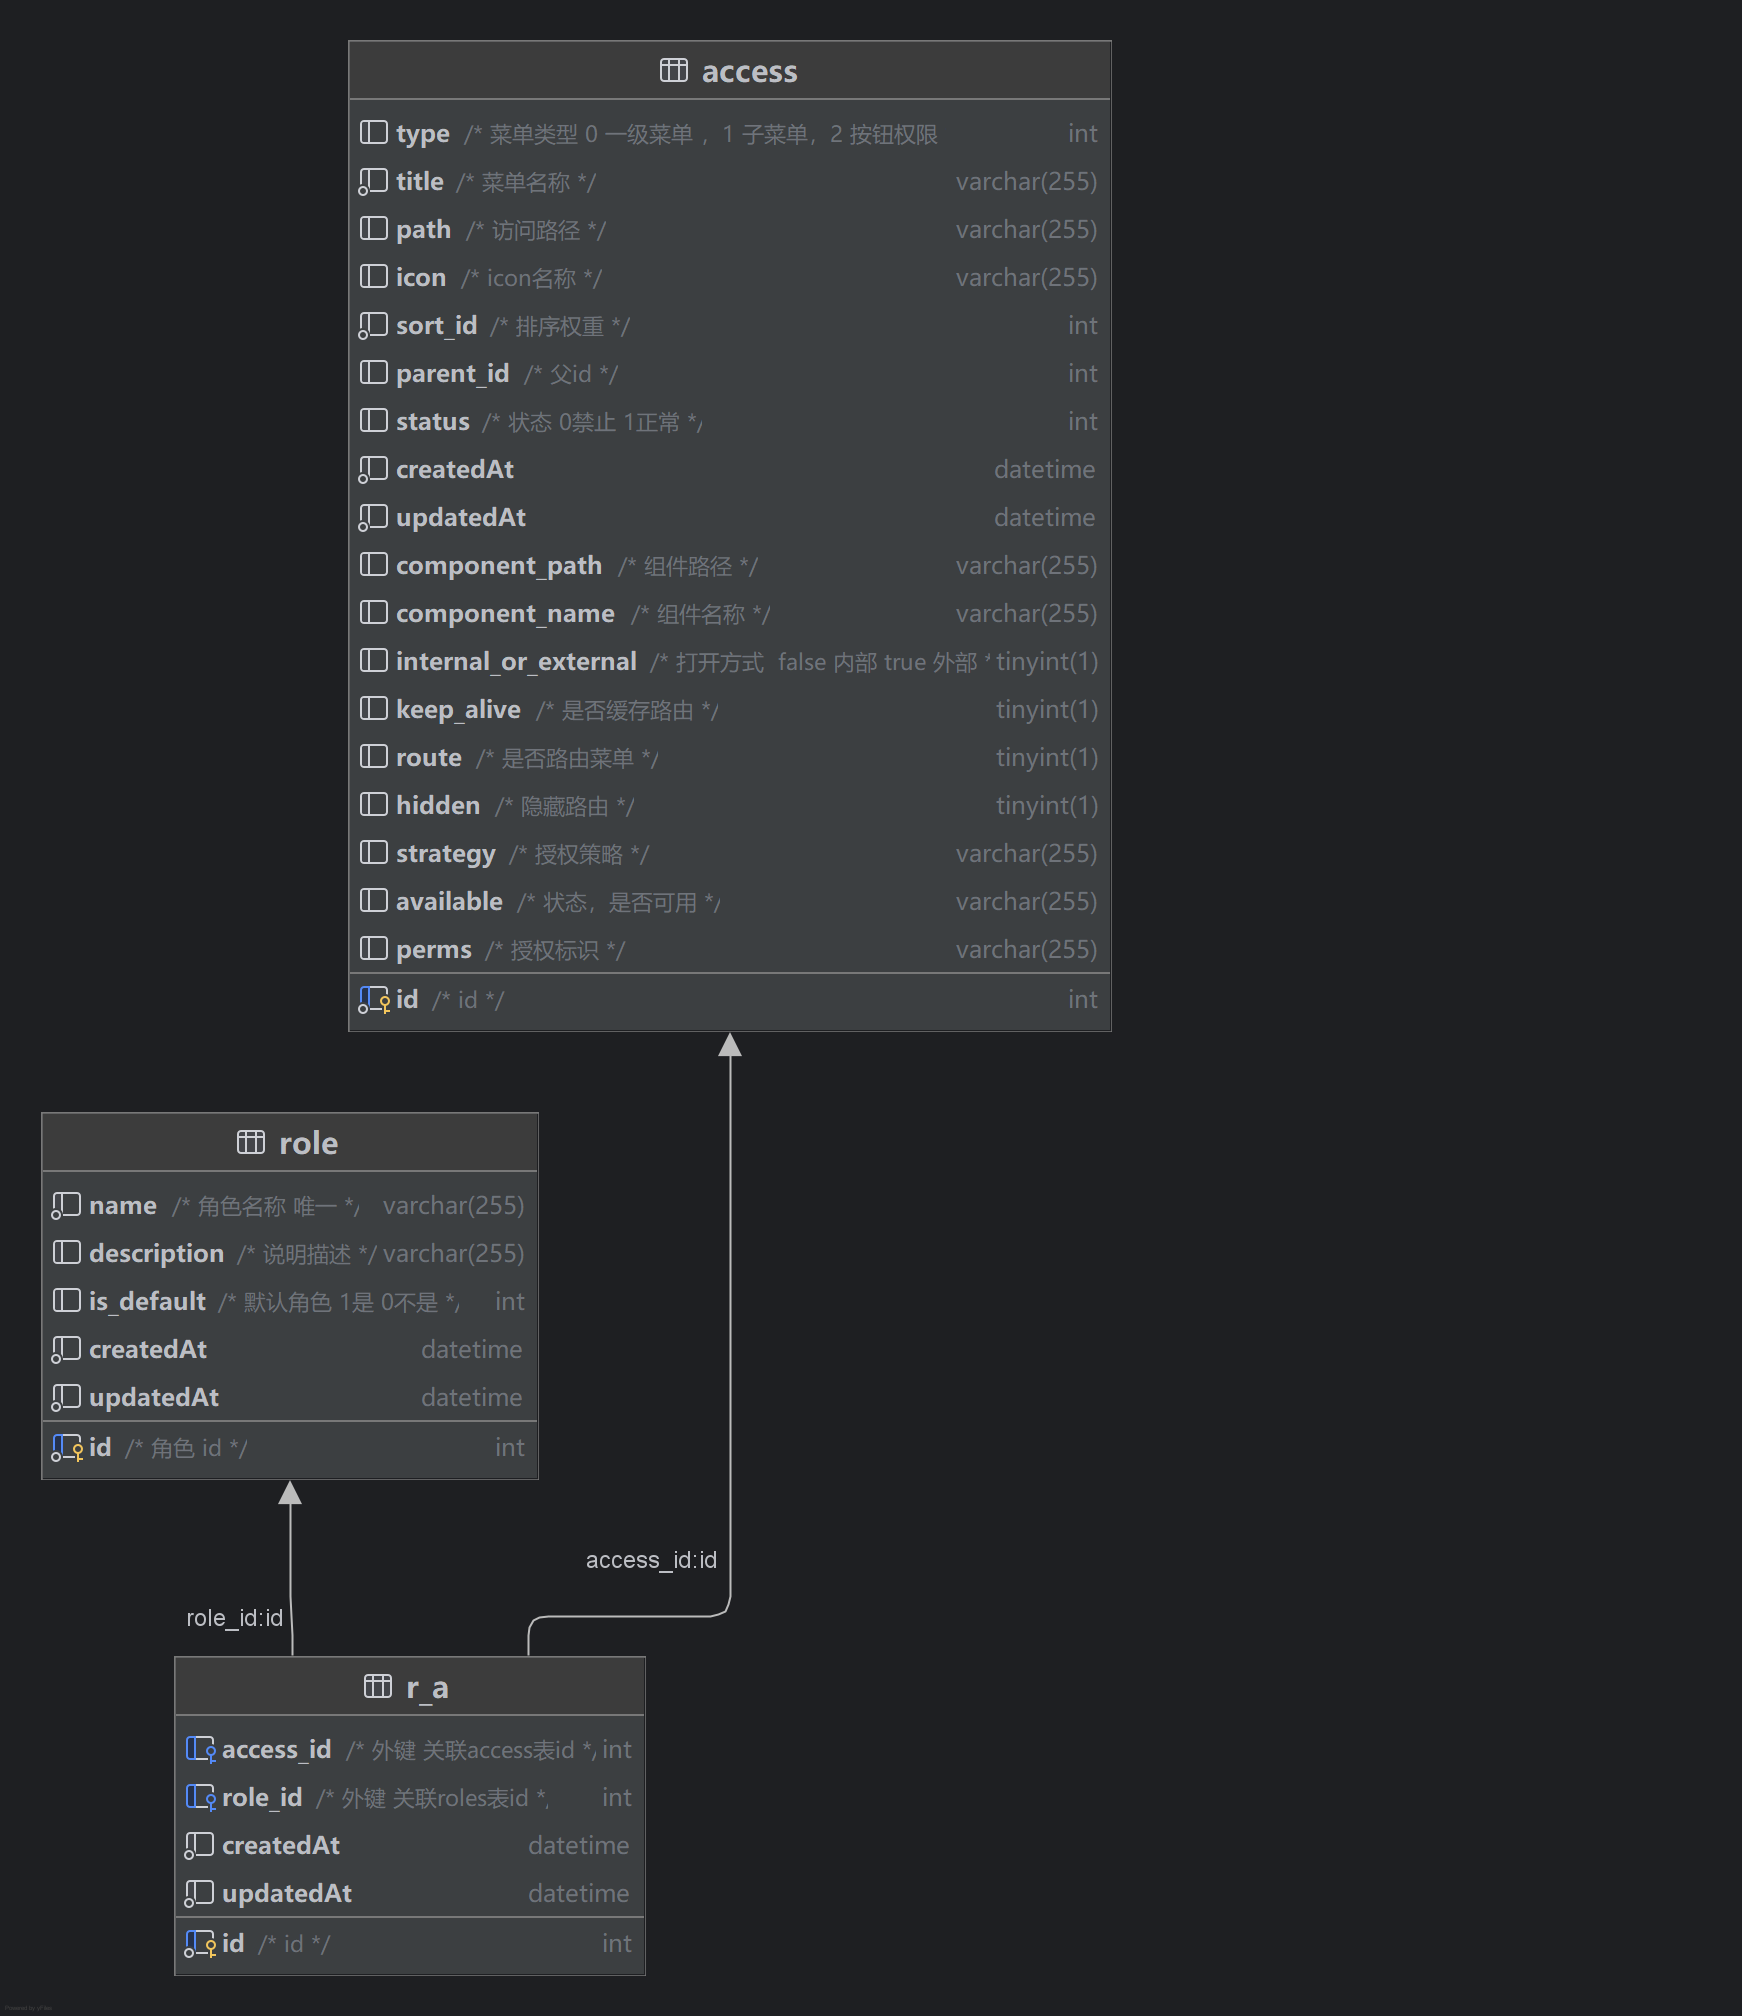 access
type /* 菜单类型 0 一级菜单 ，1 子菜单，2 按钮权限 int
title /* 菜单名称 */ varchar(255)
path /* 访问路径 */ varchar(255)
icon /* icon名称 */ varchar(255)
sort_id /* 排序权重 */ int
parent_id /* 父id */ int
status /* 状态 0禁止 1正常 */ int
createdAt datetime
updatedAt datetime
component_path /* 组件路径 */ varchar(255)
component_name /* 组件名称 */ varchar(255)
internal_or_external /* 打开方式 false 内部 true 外部 * tinyint(1)
keep_alive /* 是否缓存路由 */ tinyint(1)
route /* 是否路由菜单 */ tinyint(1)
hidden /* 隐藏路由 */ tinyint(1)
strategy /* 授权策略 */ varchar(255)
available /* 状态，是否可用 */ varchar(255)
perms /* 授权标识 */ varchar(255)
id /* id */ int
role
name /* 角色名称 唯一 */ varchar(255)
description /* 说明描述 */ varchar(255)
is_default /* 默认角色 1是 0不是 */ int
createdAt datetime
updatedAt datetime
id /* 角色 id */ int
access_id:id
role_id:id
r_a
access_id /* 外键 关联access表id */ int
role_id /* 外键 关联roles表id */ int
createdAt datetime
updatedAt datetime
id /* id */ int
Powered by yFiles